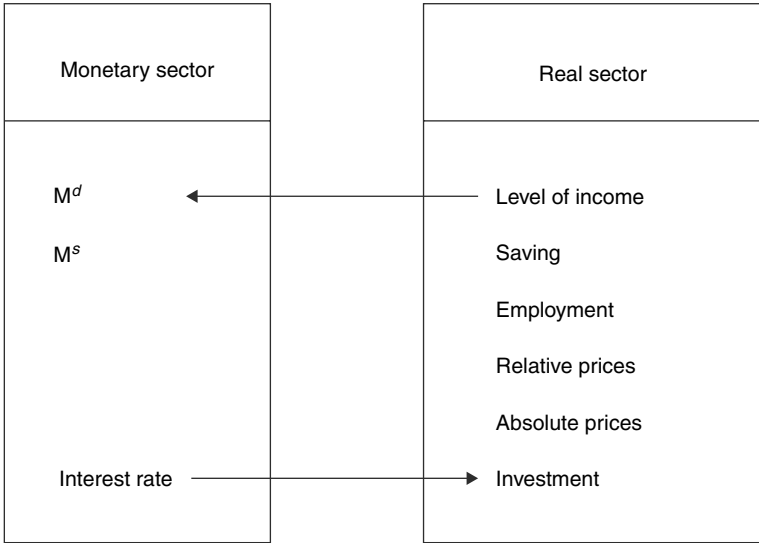 Monetary sector
Real sector
M^d
Level of income
M^s
Saving
Employment
Relative prices
Absolute prices
Interest rate
Investment